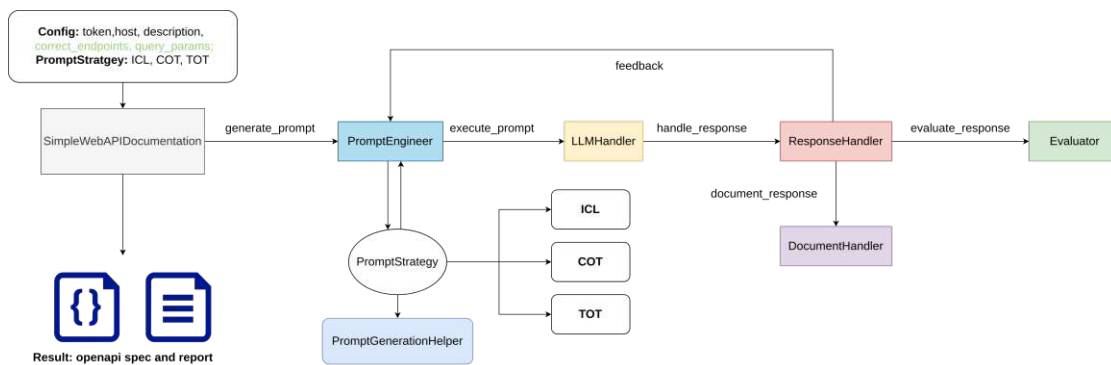 Config: token,host, description,
correct_endpoints, query_params;
PromptStratgey: ICL, COT, TOT
feedback
SimpleWebAPIDocumentation
generate_prompt
PromptEngineer
execute_prompt
LLMHandler
handle_response
ResponseHandler
evaluate_response
Evaluator
document_response
DocumentHandler
PromptStrategy
ICL
COT
TOT
PromptGenerationHelper
{}
Result: openapi spec and report